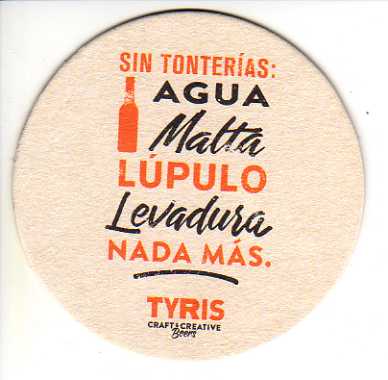 SIN TONTERÍAS:
AGUA
Malta
LÚPULO
Levadura
NADA MÁS.
TYRIS
CRAFT & CREATIVE
Beers